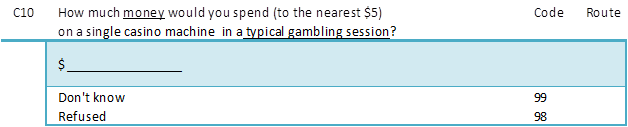 C10 How much money would you spend (to the nearest $5) Code Route
on a single casino machine in a typical gambling session?
$_______________
Don't know 99
Refused 98